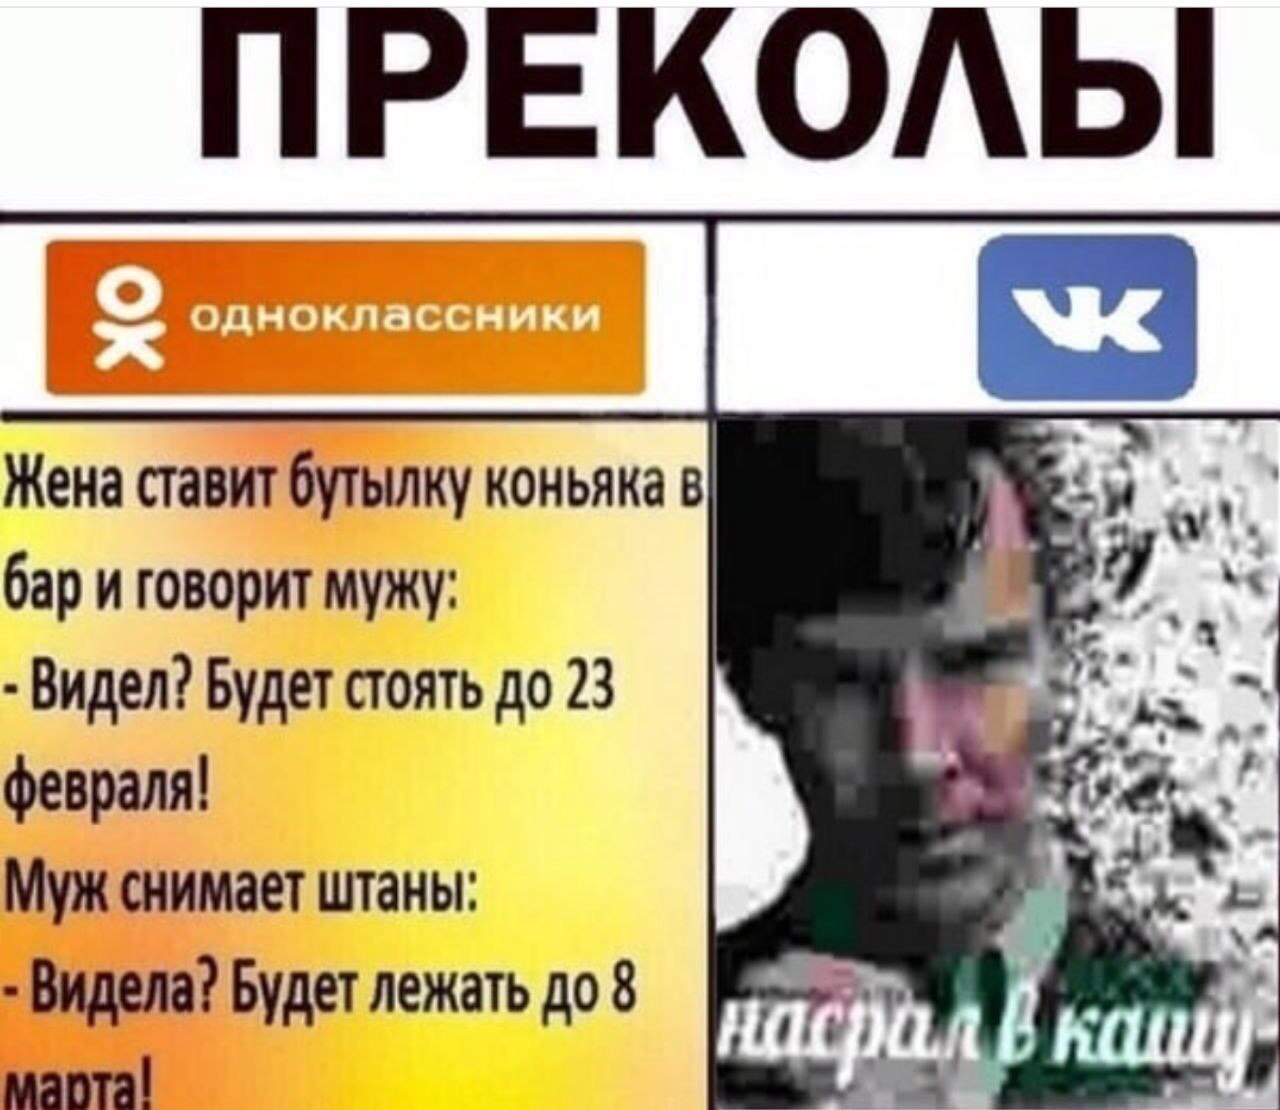 ПРЕКОЛЫ
одноклассники
Жена ставит бутылку коньяка в
бар и говорит мужу:
- Видел? Будет стоять до 23
февраля!
Муж снимает штаны:
- Видела? Будет лежать до 8
марта!
насрал в кашу